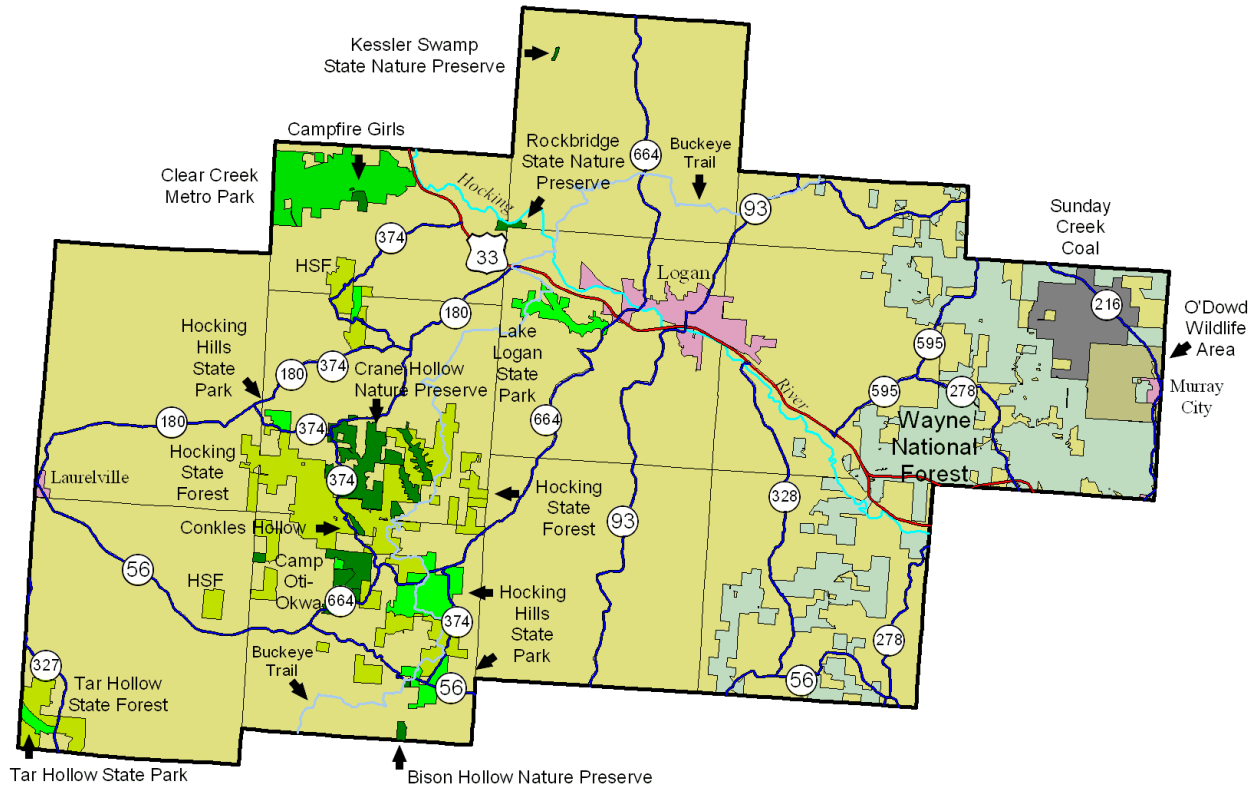 Kessler Swamp
State Nature Preserve
Campfire Girls
Rockbridge
State Nature
Preserve
664
Buckeye
Trail
Clear Creek
Metro Park
Hocking
93
Sunday
Creek
Coal
374
33
HSF
Logan
216
O'Dowd
Wildlife
Area
180
Hocking
Hills
State
Park
Lake
Logan
State
Park
595
180
374
Crane Hollow
Nature Preserve
River
595
278
Murray
City
180
374
664
Wayne
National
Forest
Hocking
State
Forest
Laurelville
374
Hocking
State
Forest
328
93
Conkles Hollow
56
Camp
Oti-
Okwa
HSF
664
Hocking
Hills
State
Park
374
278
Buckeye
Trail
327
56
56
Tar Hollow
State Forest
Tar Hollow State Park
Bison Hollow Nature Preserve